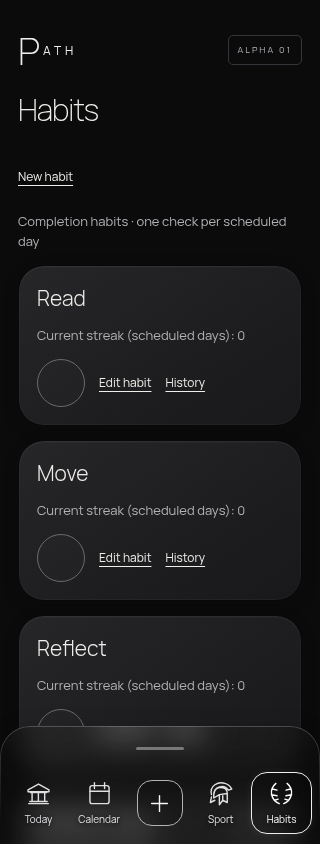 PATH
ALPHA 01
Habits
New habit
Completion habits · one check per scheduled
day
Read
Current streak (scheduled days): 0
Edit habit History
Move
Current streak (scheduled days): 0
Edit habit History
Reflect
Current streak (scheduled days): 0
Today Calendar Sport Habits